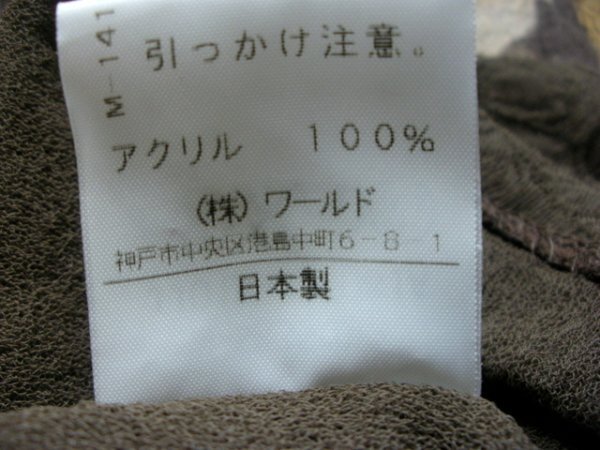 M-141
引っかけ注意。
アクリル 100%
(株)ワールド
神戸市中央区港島中町6-8-1
日本製